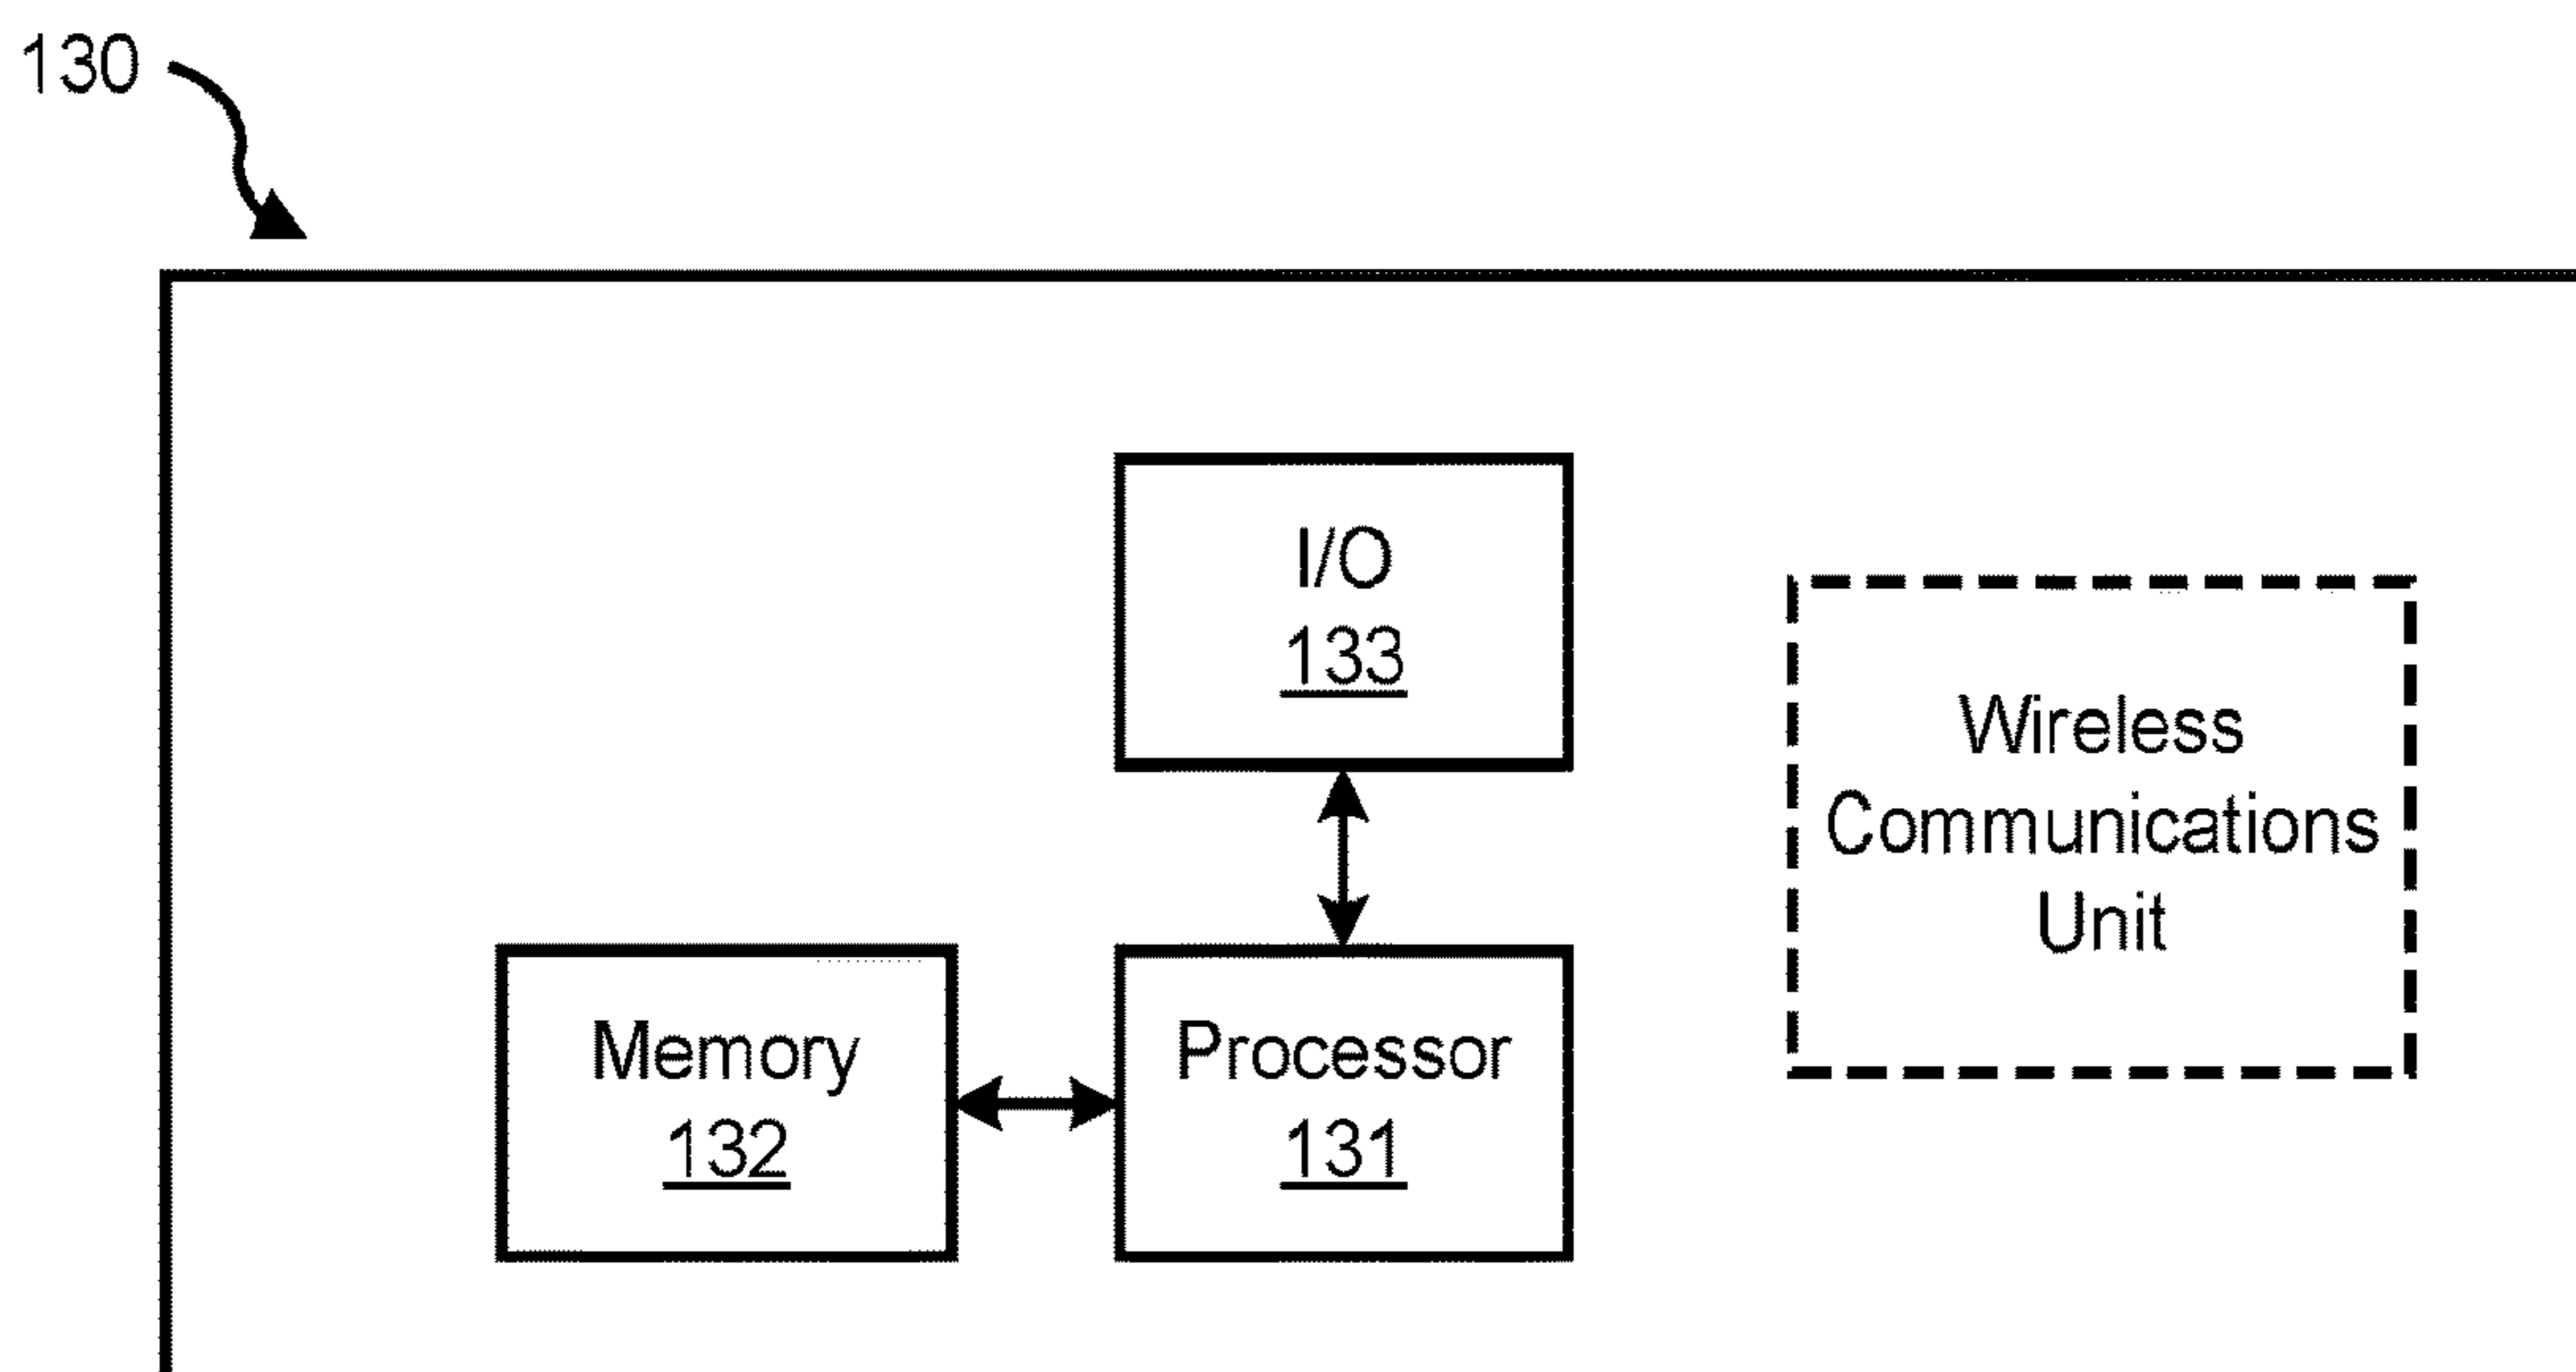 130
I/O
133
Wireless
Communications
Unit
Memory
132
Processor
131